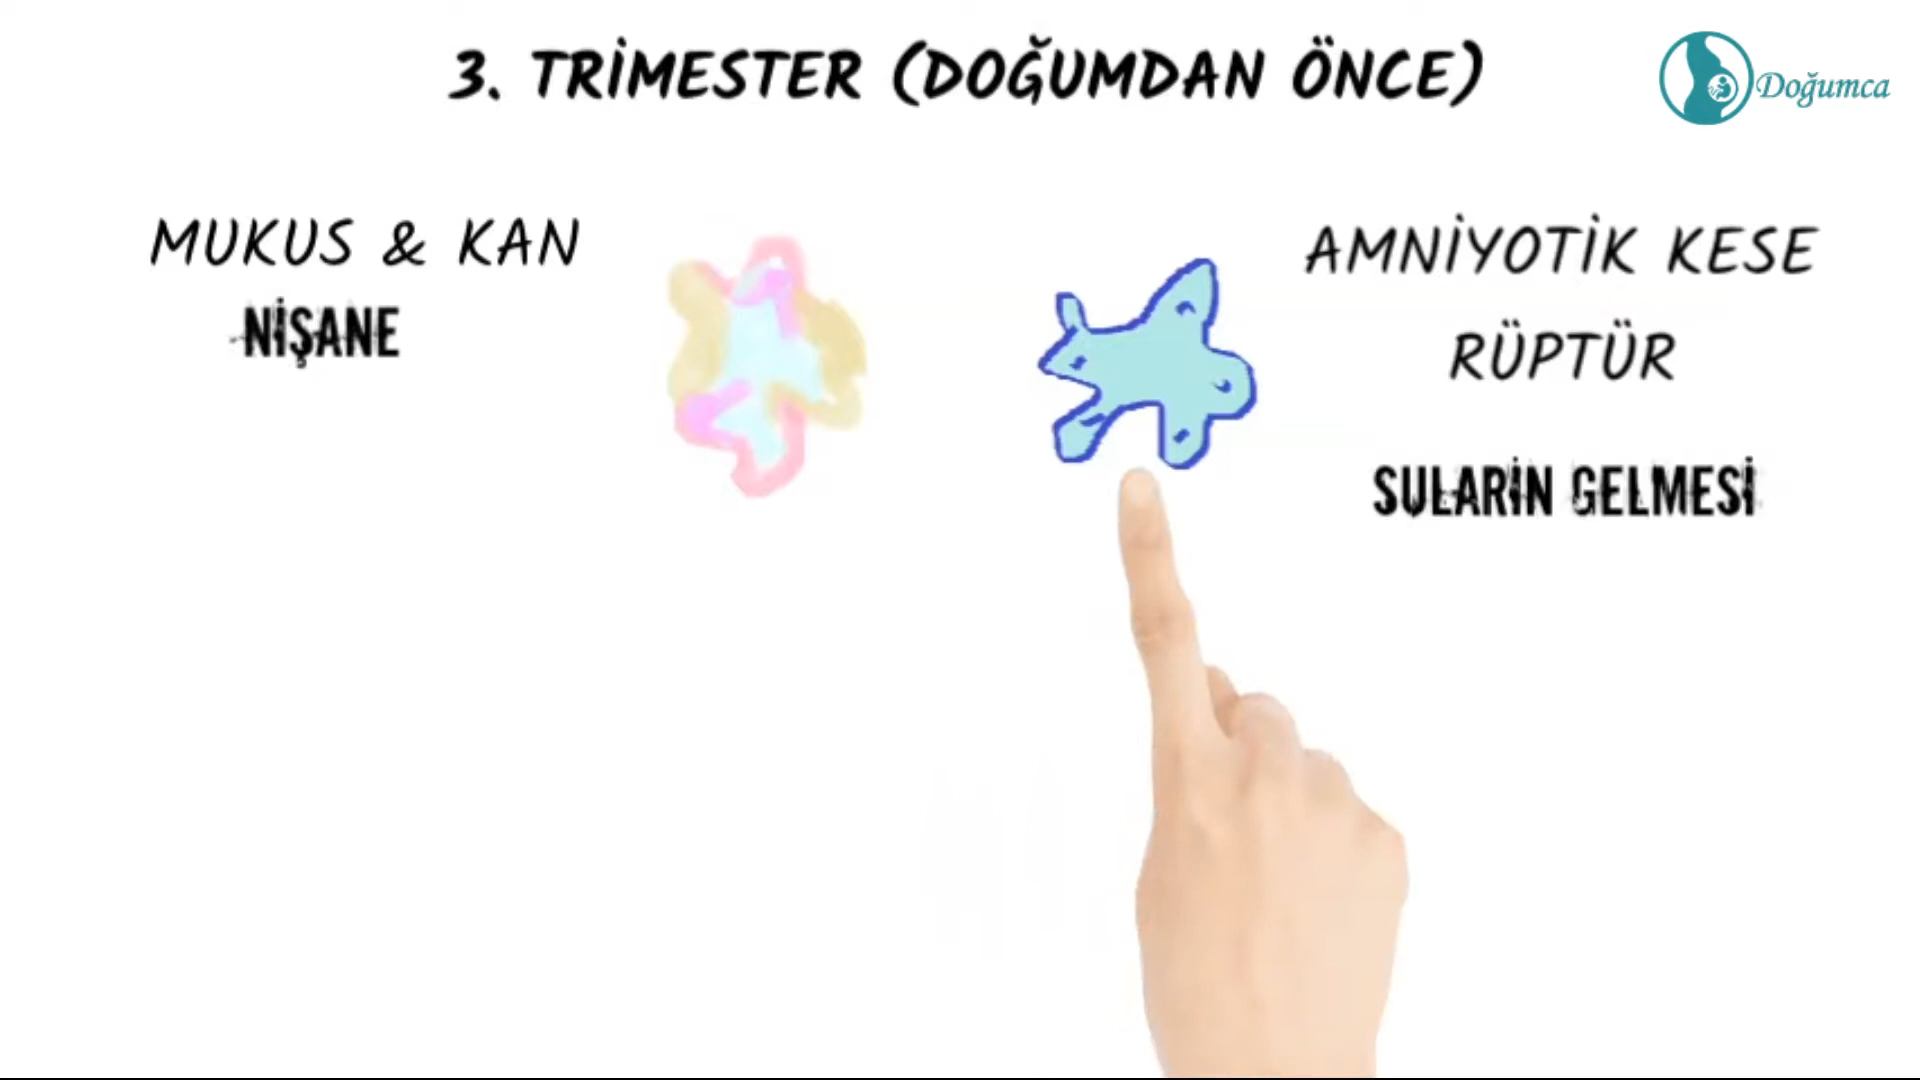 3. TRİMESTER (DOĞUMDAN ÖNCE)
Doğumca
MUKUS & KAN
NİŞANE
AMNİYOTİK KESE
RÜPTÜR
SULARİN GELMESİ